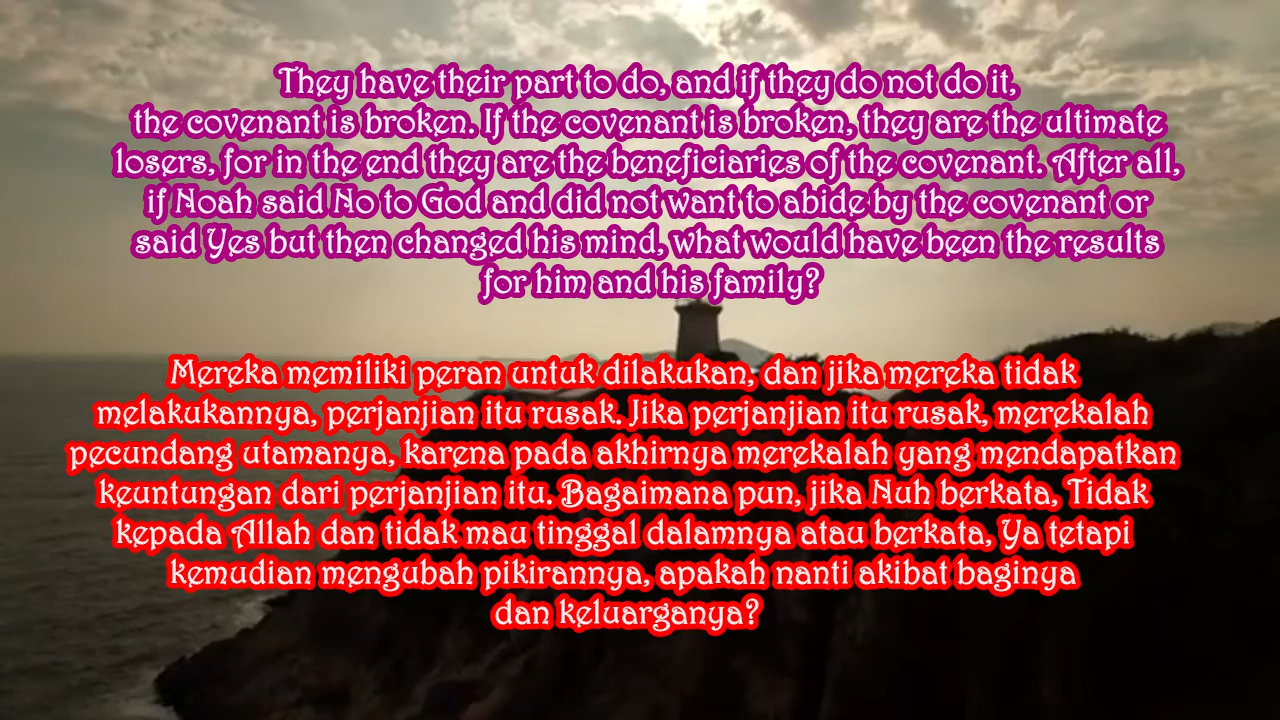 They have their part to do, and if they do not do it,
the covenant is broken. If the covenant is broken, they are the ultimate
losers, for in the end they are the beneficiaries of the covenant. After all,
if Noah said No to God and did not want to abide by the covenant or
said Yes but then changed his mind, what would have been the results
for him and his family?
Mereka memiliki peran untuk dilakukan, dan jika mereka tidak
melakukannya, perjanjian itu rusak. Jika perjanjian itu rusak, merekalah
pecundang utamanya, karena pada akhirnya merekalah yang mendapatkan
keuntungan dari perjanjian itu. Bagaimana pun, jika Nuh berkata, Tidak
kepada Allah dan tidak mau tinggal dalamnya atau berkata, Ya tetapi
kemudian mengubah pikirannya, apakah nanti akibat baginya
dan keluarganya?